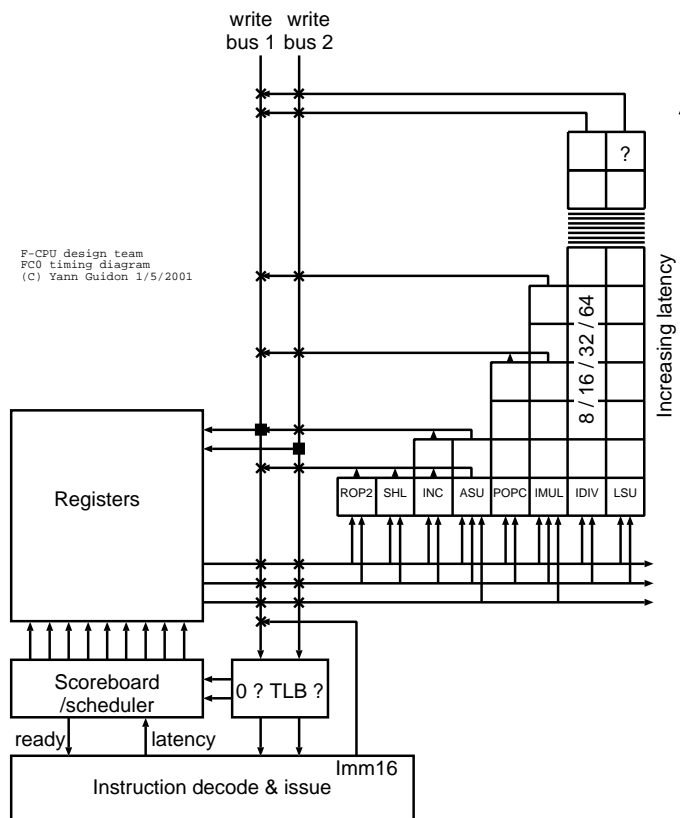 write write
bus 1 bus 2
?
F-CPU design team
FC0 timing diagram
(C) Yann Guidon 1/5/2001
8 / 16 / 32 / 64
Increasing latency
Registers
ROP2 SHL INC ASU POPC IMUL IDIV LSU
Scoreboard
/scheduler
0 ? TLB ?
ready latency
Imm16
Instruction decode & issue